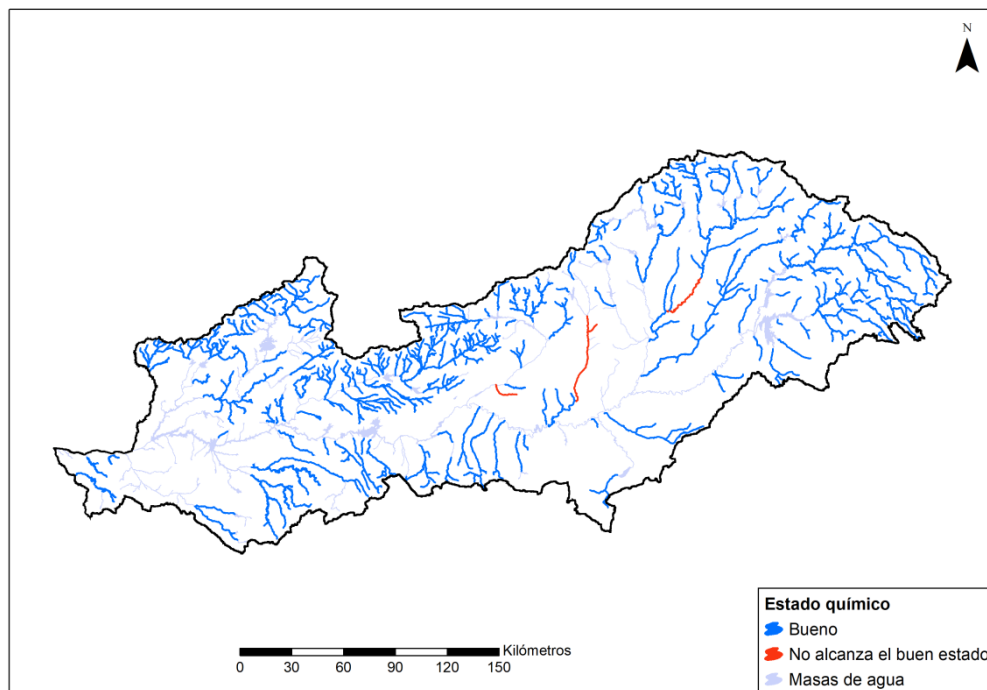 N
Kilómetros
0 30 60 90 120 150
Estado químico
Bueno
No alcanza el buen estado
Masas de agua